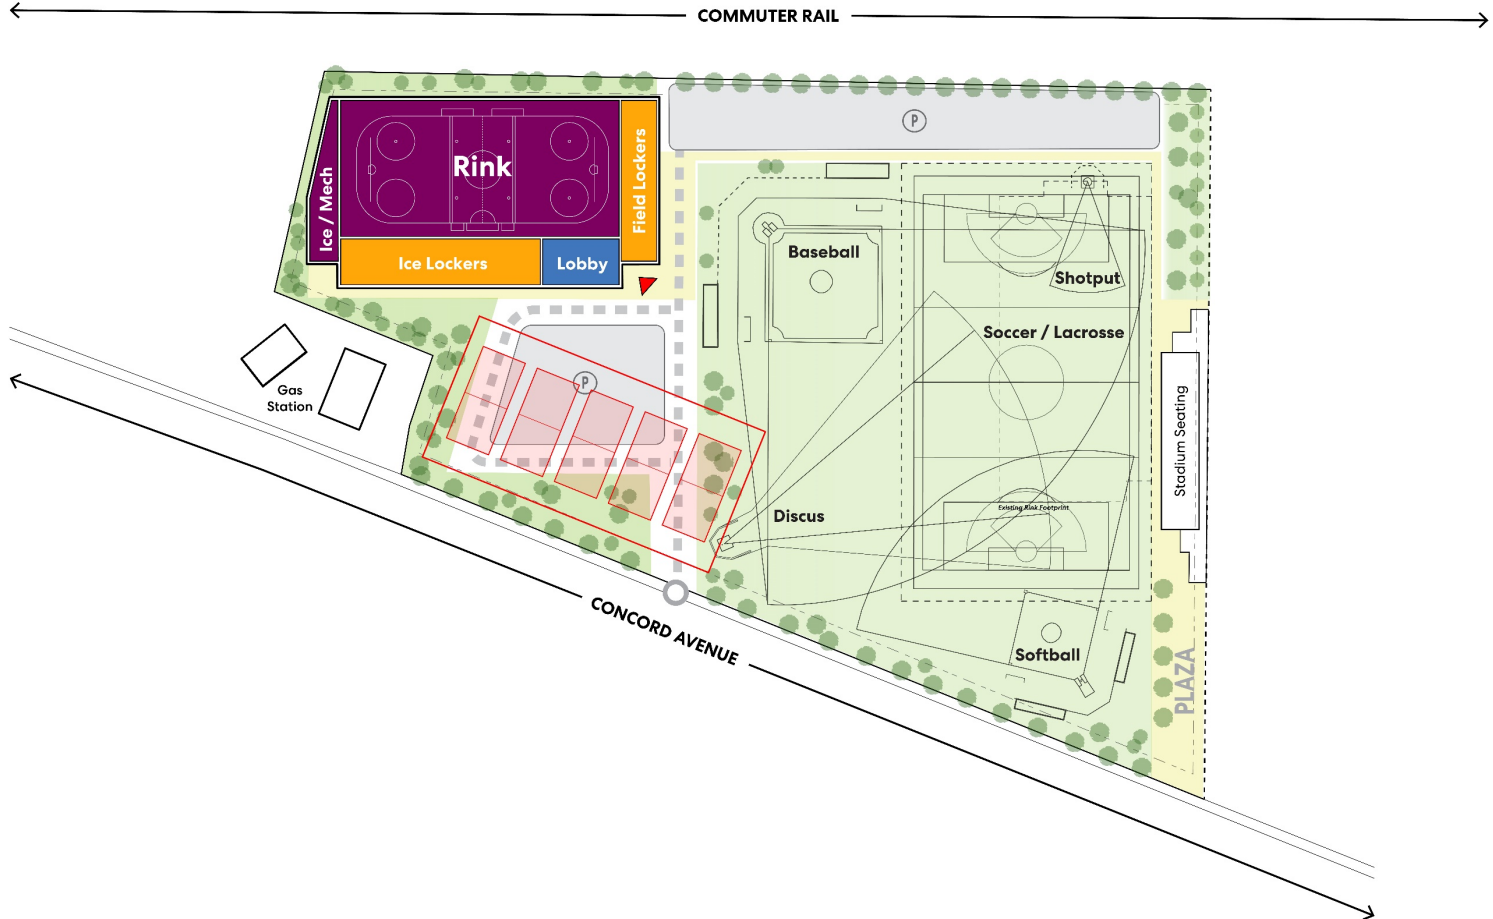 COMMUTER RAIL
P
Rink
Ice / Mech
Field Lockers
Ice Lockers
Lobby
Baseball
Shotput
Soccer / Lacrosse
P
Gas
Station
Stadium Seating
Discus
Existing Rink Footprint
CONCORD AVENUE
Softball
PLAZA